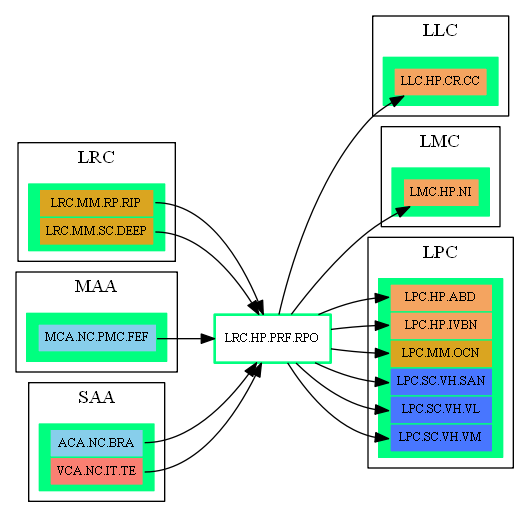 LLC
LLC.HP.CR.CC
LMC
LMC.HP.NI
LRC
LRC.MM.RP.RIP
LRC.MM.SC.DEEP
MAA
MCA.NC.PMC.FEF
SAA
ACA.NC.BRA
VCA.NC.IT.TE
LRC.HP.PRF.RPO
LPC
LPC.HP.ABD
LPC.HP.IVBN
LPC.MM.OCN
LPC.SC.VH.SAN
LPC.SC.VH.VL
LPC.SC.VH.VM